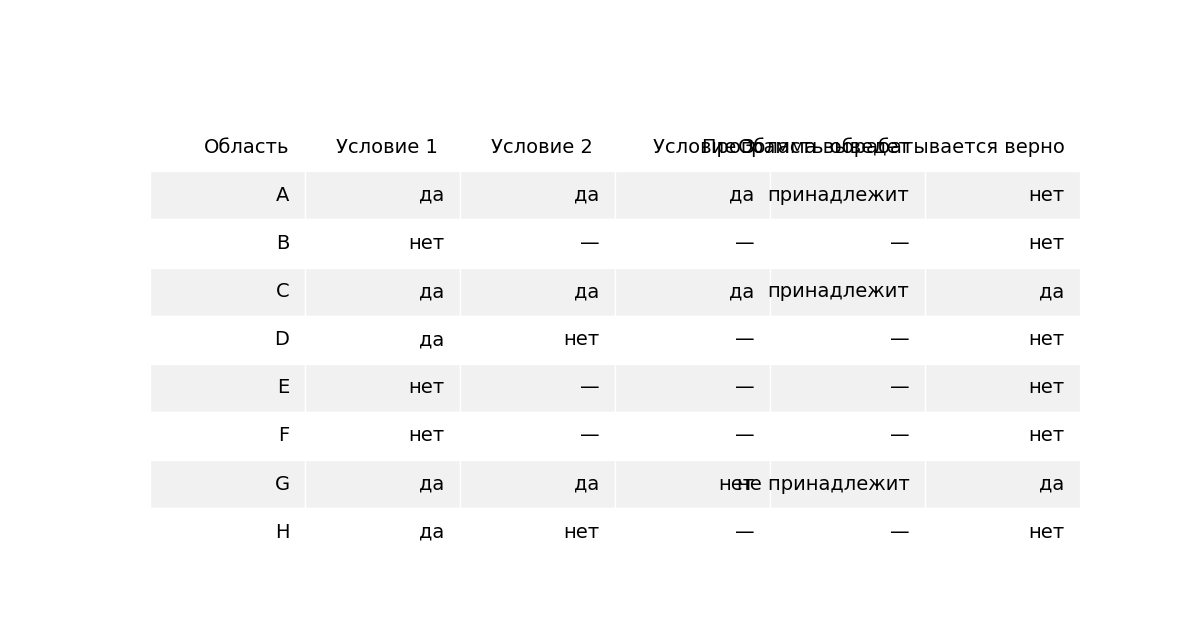 Область Условие 1 Условие 2 Условие 3 Программа выведет Область обрабатывается верно
A да да да принадлежит нет
B нет — — — нет
C да да да принадлежит да
D да нет — — нет
E нет — — — нет
F нет — — — нет
G да да нет не принадлежит да
H да нет — — нет